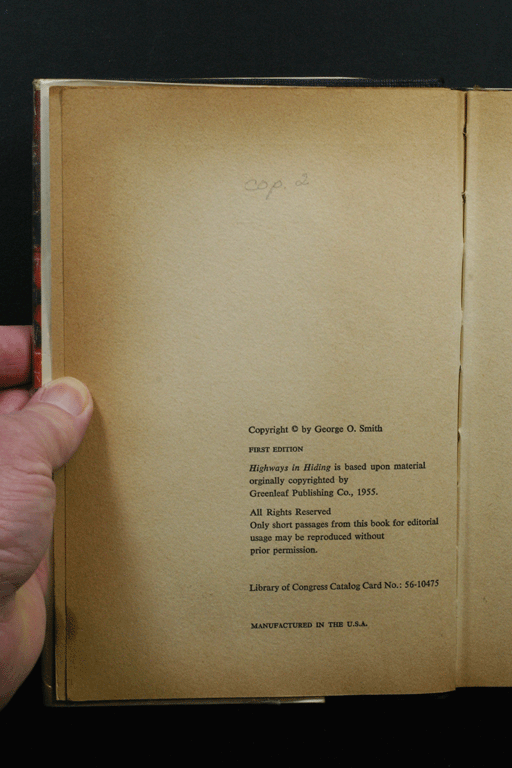 cop. 2
Copyright © by George O. Smith
FIRST EDITION
Highways in Hiding is based upon material
orginally copyrighted by
Greenleaf Publishing Co., 1955.
All Rights Reserved
Only short passages from this book for editorial
usage may be reproduced without
prior permission.
Library of Congress Catalog Card No.: 56-10475
MANUFACTURED IN THE U.S.A.